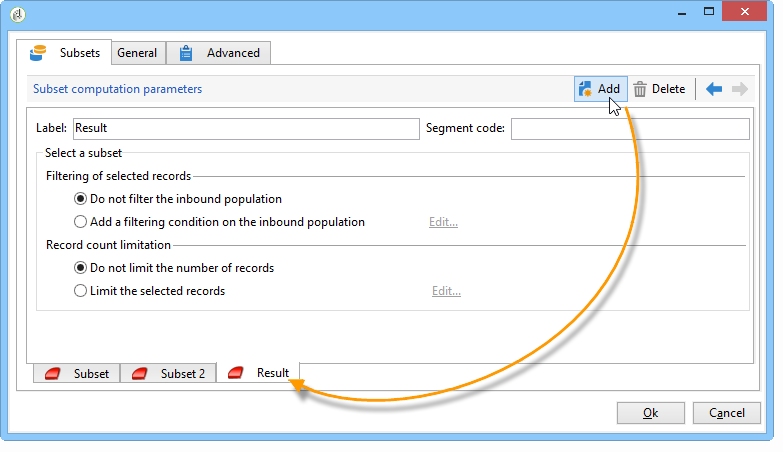 Subsets General Advanced
Subset computation parameters Add Delete
Label: Result Segment code:
Select a subset
Filtering of selected records
Do not filter the inbound population
Add a filtering condition on the inbound population Edit...
Record count limitation
Do not limit the number of records
Limit the selected records Edit...
Subset Subset 2 Result
Ok Cancel